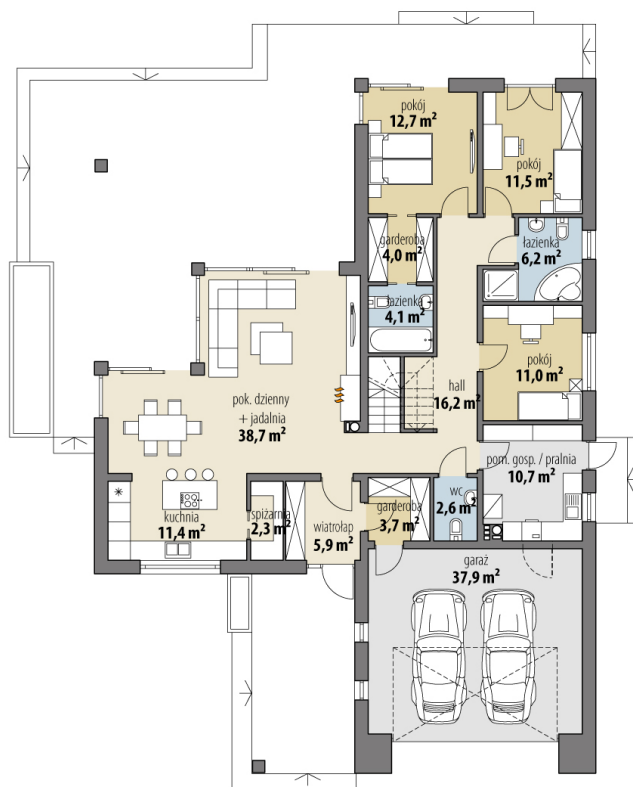 pokój
12,7 m²
pokój
11,5 m²
garderoba
4,0 m²
łazienka
6,2 m²
łazienka
4,1 m²
pokój
11,0 m²
hall
16,2 m²
pok. dzienny
+ jadalnia
38,7 m²
pom. gosp. / pralnia
10,7 m²
kuchnia
11,4 m²
spiżarnia
2,3 m²
wiatrołap
5,9 m²
garderoba
3,7 m²
wc
2,6 m²
garaż
37,9 m²